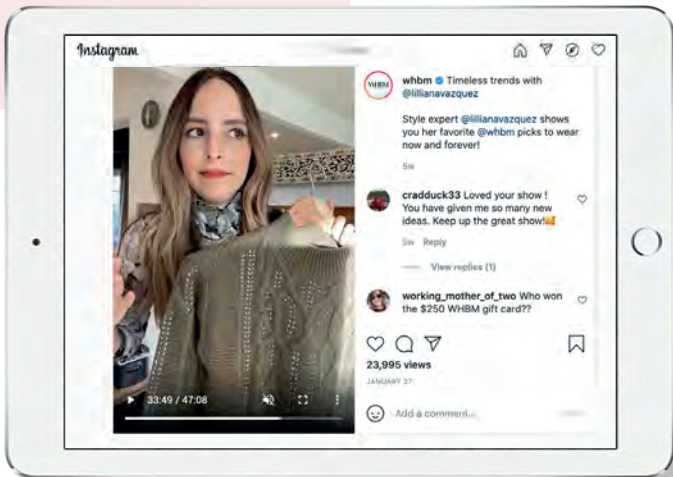 Instagram
whbm Timeless trends with
@lillianavazquez
Style expert @lillianavazquez shows
you her favorite @whbm picks to wear
now and forever!
5w
cradduck33 Loved your show !
You have given me so many new
ideas. Keep up the great show!🥰
5w Reply
View replies (1)
working_mother_of_two Who won
the $250 WHBM gift card??
23,995 views
JANUARY 27
33:49 / 47:08
Add a comment...